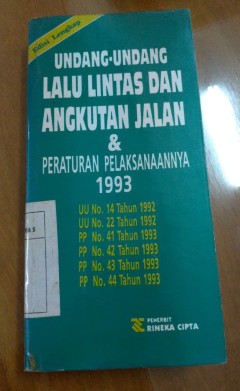 Edisi Lengkap
UNDANG-UNDANG
LALU LINTAS DAN
ANGKUTAN JALAN
&
PERATURAN PELAKSANAANNYA
1993
UU No. 14 Tahun 1992
UU No. 22 Tahun 1992
PP No. 41 Tahun 1993
PP No. 42 Tahun 1993
PP No. 43 Tahun 1993
PP No. 44 Tahun 1993
PENERBIT
RINEKA CIPTA